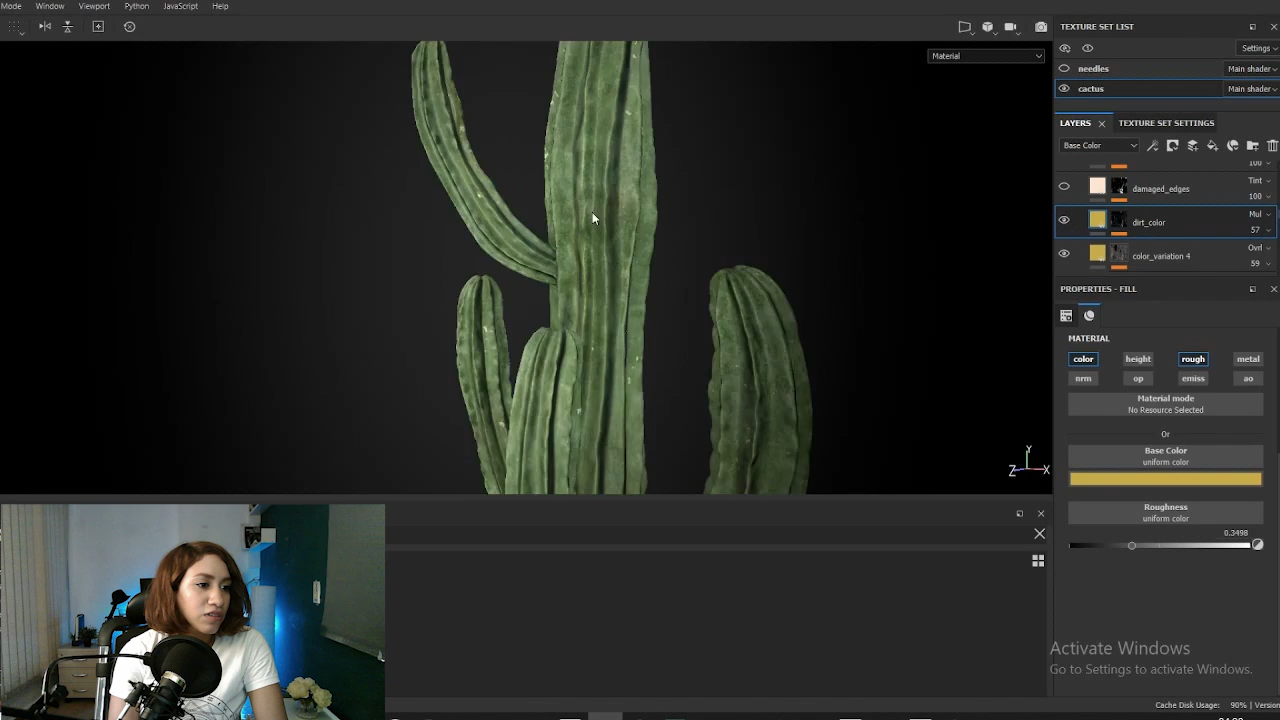 Mode Window Viewport Python JavaScript Help
Material
Y
Z X
TEXTURE SET LIST
Settings
needles Main shader
cactus Main shader
LAYERS TEXTURE SET SETTINGS
Base Color
100
Tint
damaged_edges
100
Mul
dirt_color
57
Ovrl
color_variation 4
59
PROPERTIES - FILL
MATERIAL
color height rough metal
nrm op emiss ao
Material mode
No Resource Selected
Or
Base Color
uniform color
Roughness
uniform color
0.3498
Activate Windows
Go to Settings to activate Windows.
Cache Disk Usage: 90% | Version